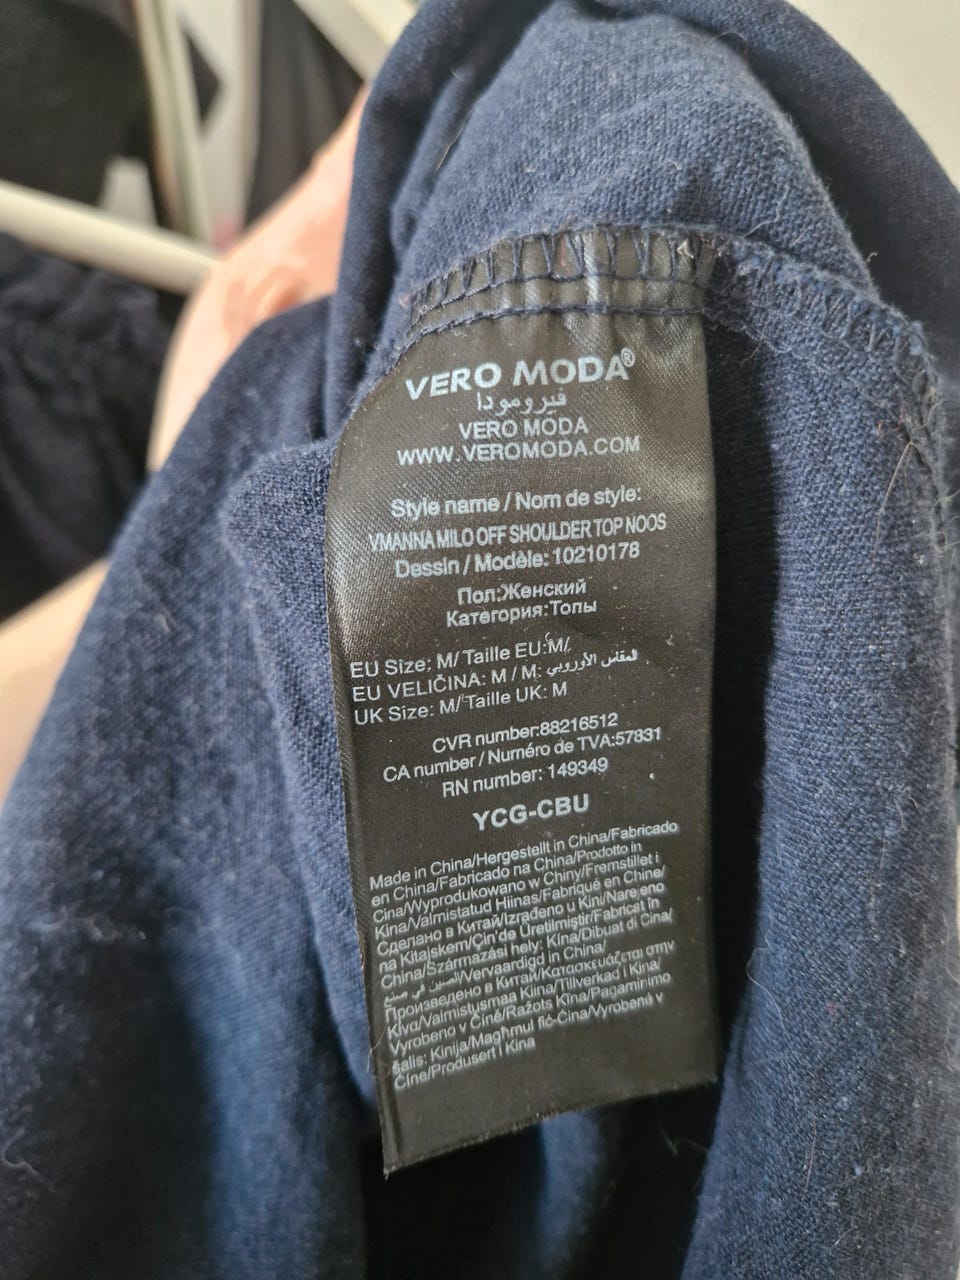 VERO MODA®
فيرومودا
VERO MODA
WWW.VEROMODA.COM
Style name / Nom de style:
VMANNA MILO OFF SHOULDER TOP NOOS
Dessin / Modèle: 10210178
Пол:Женский
Категория:Топы
EU Size: M/ Taille EU:M/
EU VELIČINA: M / M: المقاس الأوروبي
UK Size: M/ Taille UK: M
CVR number:88216512
CA number / Numéro de TVA:57831
RN number: 149349
YCG-CBU
Made in China/Hergestellt in China/Fabricado
en China/Fabricado na China/Prodotto in
Cina/Wyprodukowano w Chiny/Fremstillet i
Kina/Valmistatud Hiinas/Fabriqué en Chine/
Сделано в Китай/Izrađeno u Kini/Narejeno
na Kitajskem/Çin'de Üretilmiştir/Fabricat în
China/Származási hely: Kína/Dibuat di Cina/
الصين في صنع/Vervaardigd in China/
Произведено в Китай/Κατασκευάζεται στην
Κίνα/Valmistusmaa Kiina/Tillverkad i Kina/
Vyrobeno v Číně/Ražots Ķīna/Pagaminimo
šalis: Kinija/Magħmul fiċ-Ċina/Vyrobené v
Číne/Produsert i Kina